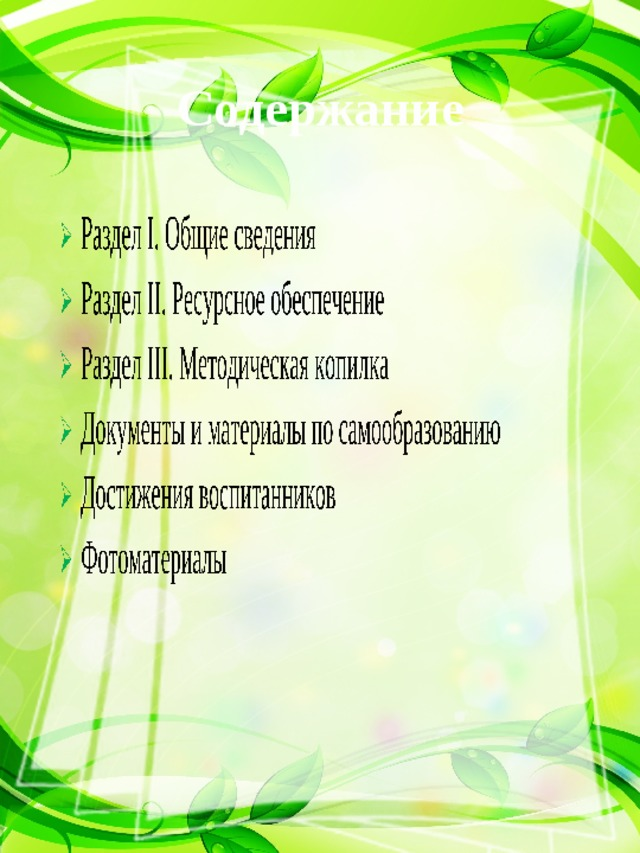 Содержание
Раздел I. Общие сведения
Раздел II. Ресурсное обеспечение
Раздел III. Методическая копилка
Документы и материалы по самообразованию
Достижения воспитанников
Фотоматериалы